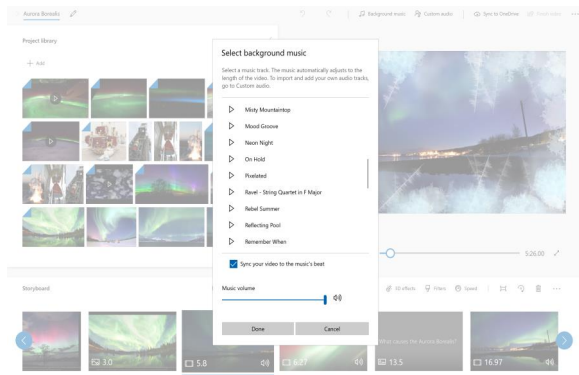 Aurora Borealis
Background music
Custom audio
Sync to OneDrive
Finish video
Project library
+ Add
Select background music
Select a music track. The music automatically adjusts to the
length of the video. To import and add your own audio tracks,
go to Custom audio.
Misty Mountaintop
Mood Groove
Neon Night
On Hold
Pixelated
Ravel - String Quartet in F Major
Rebel Summer
Reflecting Pool
Remember When
Sync your video to the music's beat
Music volume
Done
Cancel
5:26.00
Storyboard
3D effects
Filters
Speed
3.0
5.8
6.27
What causes the Aurora Borealis?
13.5
16.97